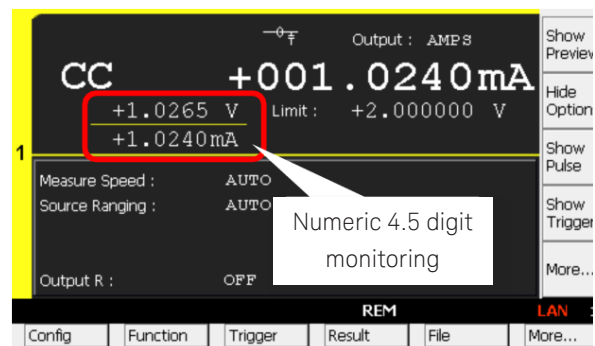 Output : AMPS
CC +001.0240mA
+1.0265 V Limit : +2.000000 V
+1.0240mA
1
Measure Speed : AUTO
Source Ranging : AUTO
Output R : OFF
Numeric 4.5 digit
monitoring
Show
Preview
Hide
Option
Show
Pulse
Show
Trigger
More...
REM LAN
Config Function Trigger Result File More...